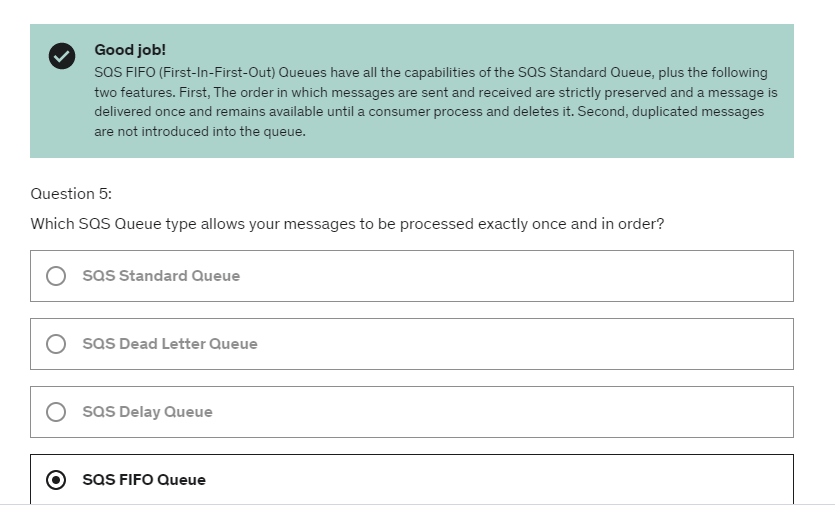 Good job!
SQS FIFO (First-In-First-Out) Queues have all the capabilities of the SQS Standard Queue, plus the following
two features. First, The order in which messages are sent and received are strictly preserved and a message is
delivered once and remains available until a consumer process and deletes it. Second, duplicated messages
are not introduced into the queue.
Question 5:
Which SQS Queue type allows your messages to be processed exactly once and in order?
SQS Standard Queue
SQS Dead Letter Queue
SQS Delay Queue
SQS FIFO Queue